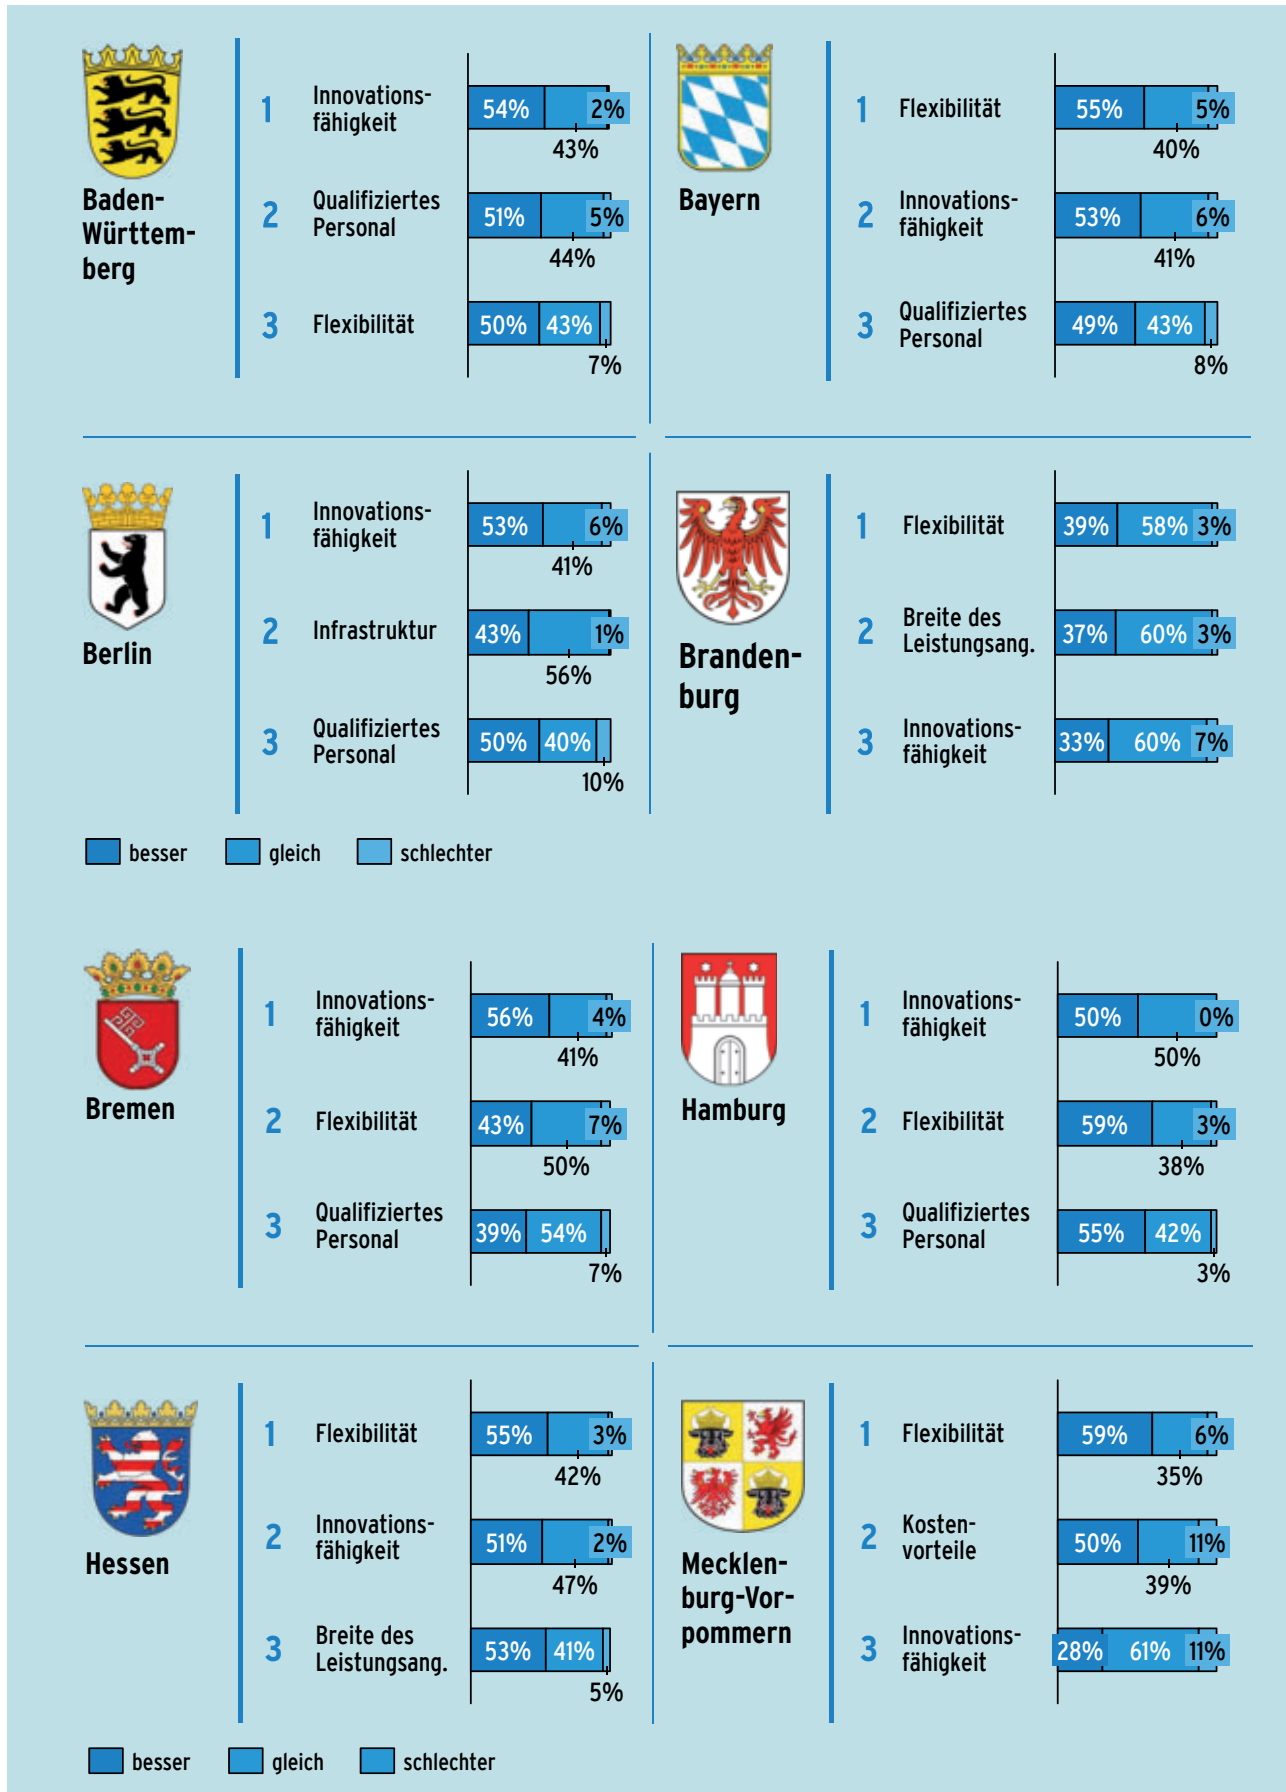 Baden-
Württem-
berg
1
Innovations-
fähigkeit
54%
2%
43%
2
Qualifiziertes
Personal
51%
5%
44%
3
Flexibilität
50%
43%
7%
Bayern
1
Flexibilität
55%
5%
40%
2
Innovations-
fähigkeit
53%
6%
41%
3
Qualifiziertes
Personal
49%
43%
8%
Berlin
1
Innovations-
fähigkeit
53%
6%
41%
2
Infrastruktur
43%
1%
56%
3
Qualifiziertes
Personal
50%
40%
10%
Branden-
burg
1
Flexibilität
39%
58%
3%
2
Breite des
Leistungsang.
37%
60%
3%
3
Innovations-
fähigkeit
33%
60%
7%
besser
gleich
schlechter
Bremen
1
Innovations-
fähigkeit
56%
4%
41%
2
Flexibilität
43%
7%
50%
3
Qualifiziertes
Personal
39%
54%
7%
Hamburg
1
Innovations-
fähigkeit
50%
0%
50%
2
Flexibilität
59%
3%
38%
3
Qualifiziertes
Personal
55%
42%
3%
Hessen
1
Flexibilität
55%
3%
42%
2
Innovations-
fähigkeit
51%
2%
47%
3
Breite des
Leistungsang.
53%
41%
5%
Mecklen-
burg-Vor-
pommern
1
Flexibilität
59%
6%
35%
2
Kosten-
vorteile
50%
11%
39%
3
Innovations-
fähigkeit
28%
61%
11%
besser
gleich
schlechter